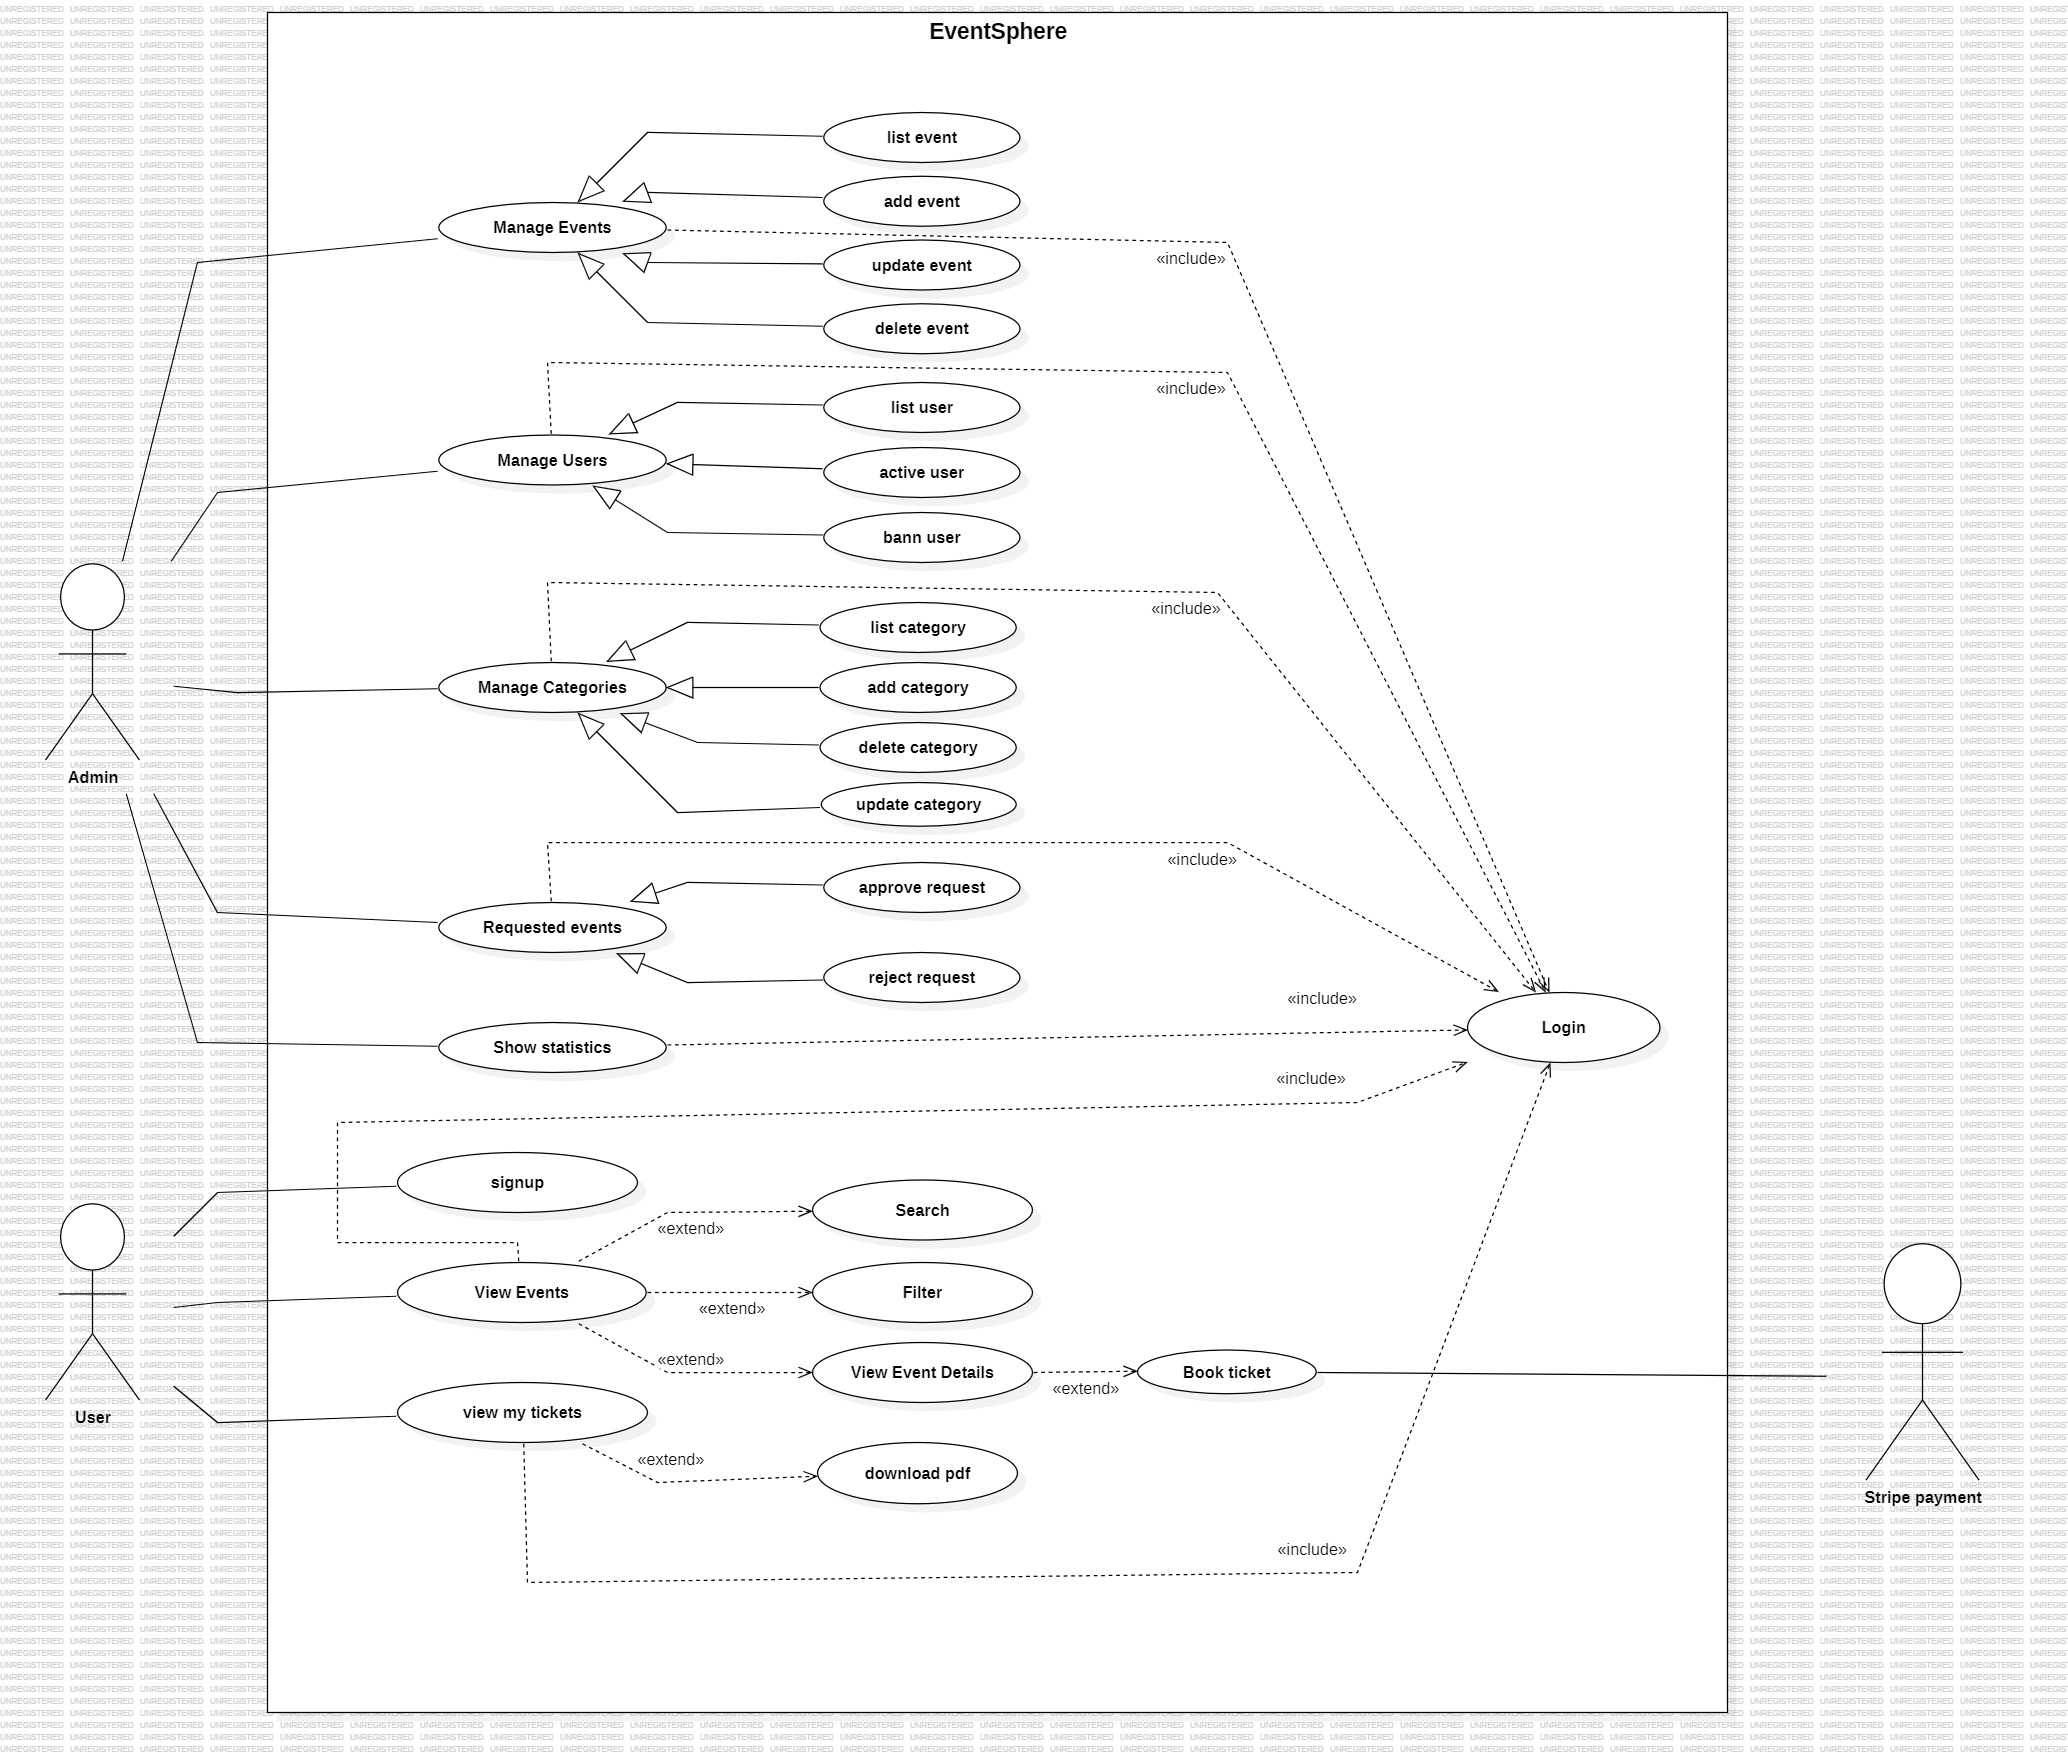 EventSphere
list event
add event
Manage Events
update event
«include»
delete event
«include»
list user
Manage Users
active user
bann user
«include»
list category
Manage Categories
add category
delete category
Admin
update category
«include»
approve request
Requested events
reject request
«include»
Login
Show statistics
«include»
signup
Search
«extend»
View Events
Filter
«extend»
«extend»
View Event Details
Book ticket
«extend»
User
view my tickets
«extend»
download pdf
Stripe payment
«include»
UNREGISTERED